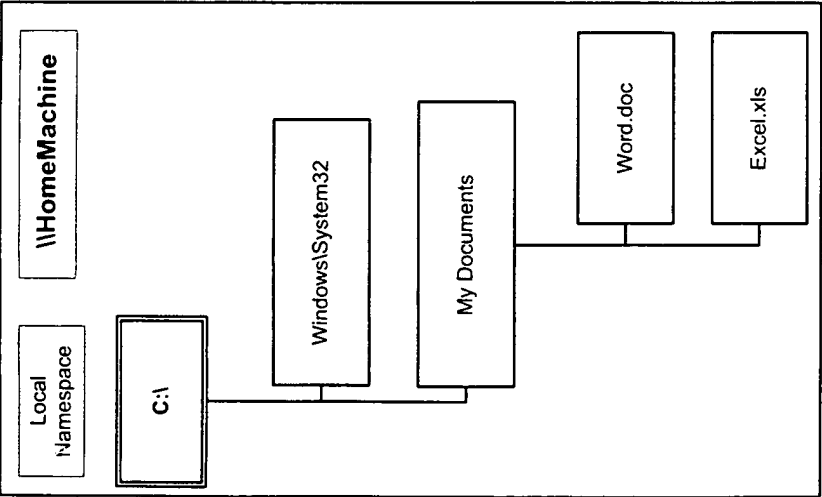 Local
Namespace
\\HomeMachine
C:\
Windows\System32
My Documents
Word.doc
Excel.xls